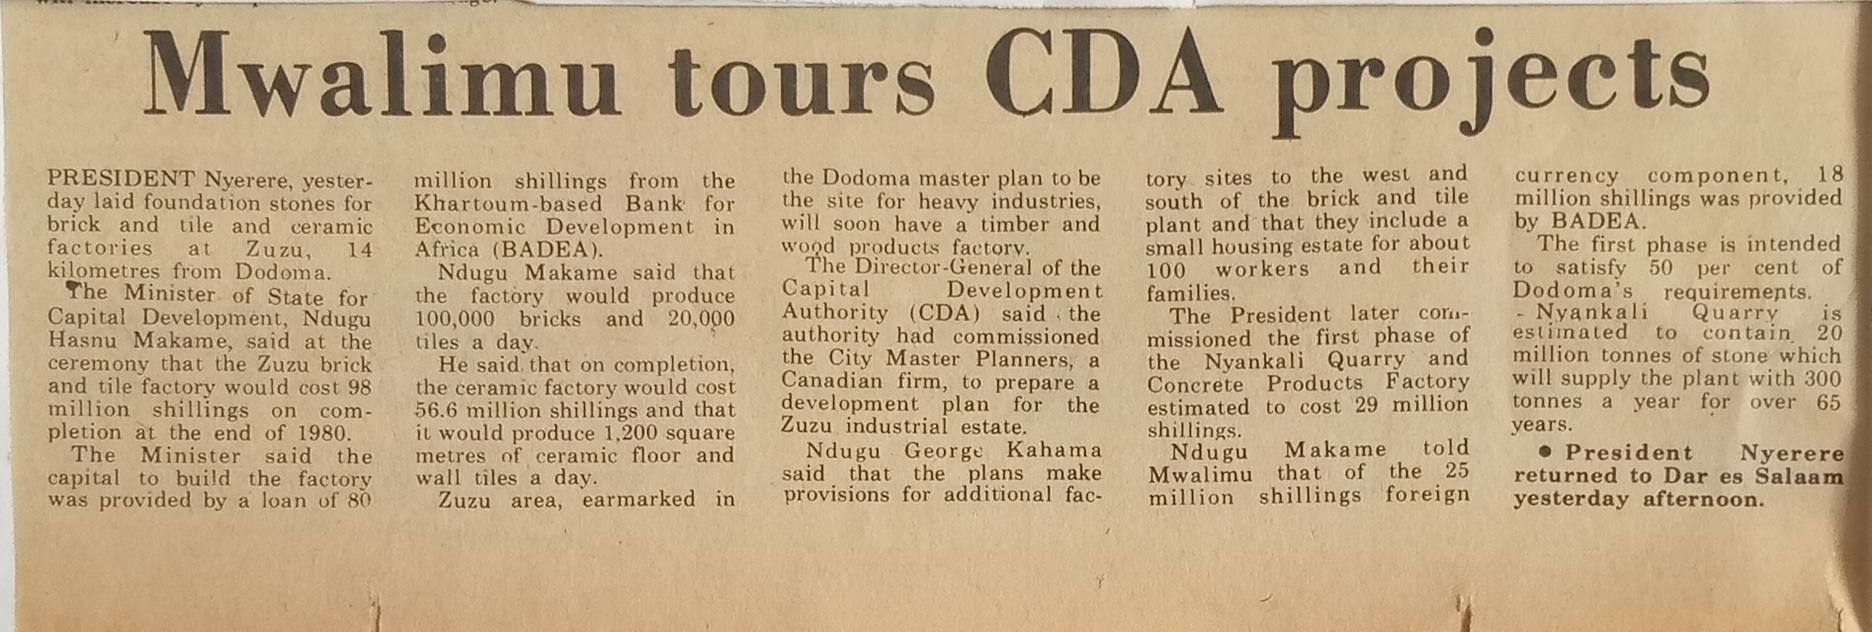 Mwalimu tours CDA projects
PRESIDENT Nyerere, yester-
day laid foundation stones for
brick and tile and ceramic
factories at Zuzu, 14
kilometres from Dodoma.
The Minister of State for
Capital Development, Ndugu
Hasnu Makame, said at the
ceremony that the Zuzu brick
and tile factory would cost 98
million shillings on com-
pletion at the end of 1980.
The Minister said the
capital to build the factory
was provided by a loan of 80
million shillings from the
Khartoum-based Bank for
Economic Development in
Africa (BADEA).
Ndugu Makame said that
the factory would produce
100,000 bricks and 20,000
tiles a day.
He said that on completion,
the ceramic factory would cost
56.6 million shillings and that
it would produce 1,200 square
metres of ceramic floor and
wall tiles a day.
Zuzu area, earmarked in
the Dodoma master plan to be
the site for heavy industries,
will soon have a timber and
wood products factory.
The Director-General of the
Capital Development
Authority (CDA) said the
authority had commissioned
the City Master Planners, a
Canadian firm, to prepare a
development plan for the
Zuzu industrial estate.
Ndugu George Kahama
said that the plans make
provisions for additional fac-
tory sites to the west and
south of the brick and tile
plant and that they include a
small housing estate for about
100 workers and their
families.
The President later com-
missioned the first phase of
the Nyankali Quarry and
Concrete Products Factory
estimated to cost 29 million
shillings.
Ndugu Makame told
Mwalimu that of the 25
million shillings foreign
currency component, 18
million shillings was provided
by BADEA.
The first phase is intended
to satisfy 50 per cent of
Dodoma's requirements.
- Nyankali Quarry is
estimated to contain 20
million tonnes of stone which
will supply the plant with 300
tonnes a year for over 65
years.
● President Nyerere
returned to Dar es Salaam
yesterday afternoon.